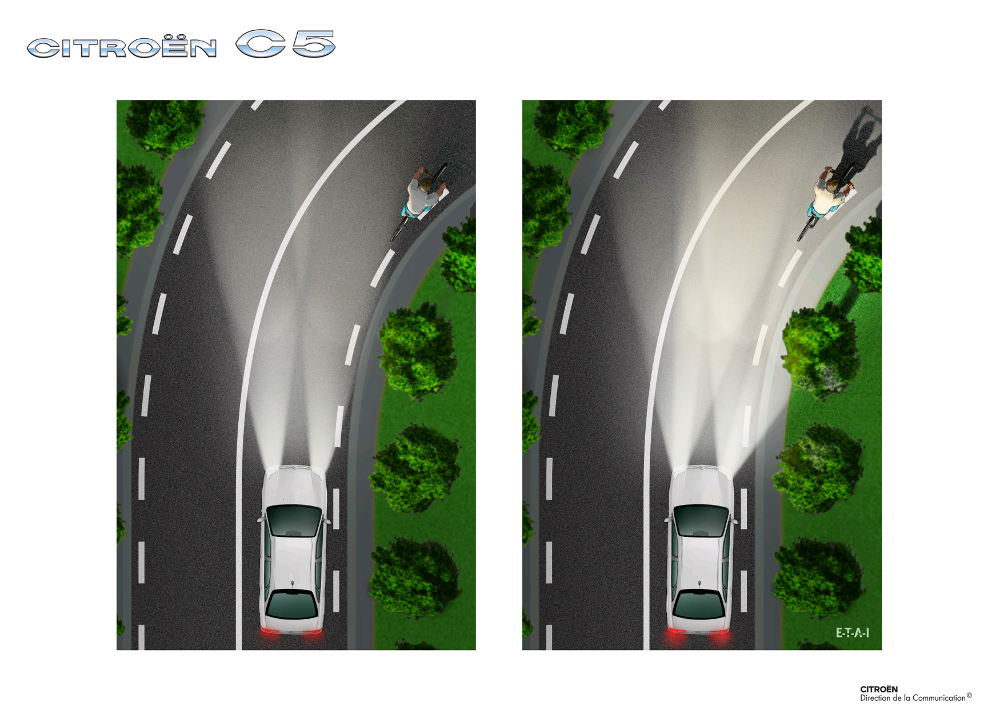 CITROËN C5
E-T-A-I
CITROËN
Direction de la Communication ©